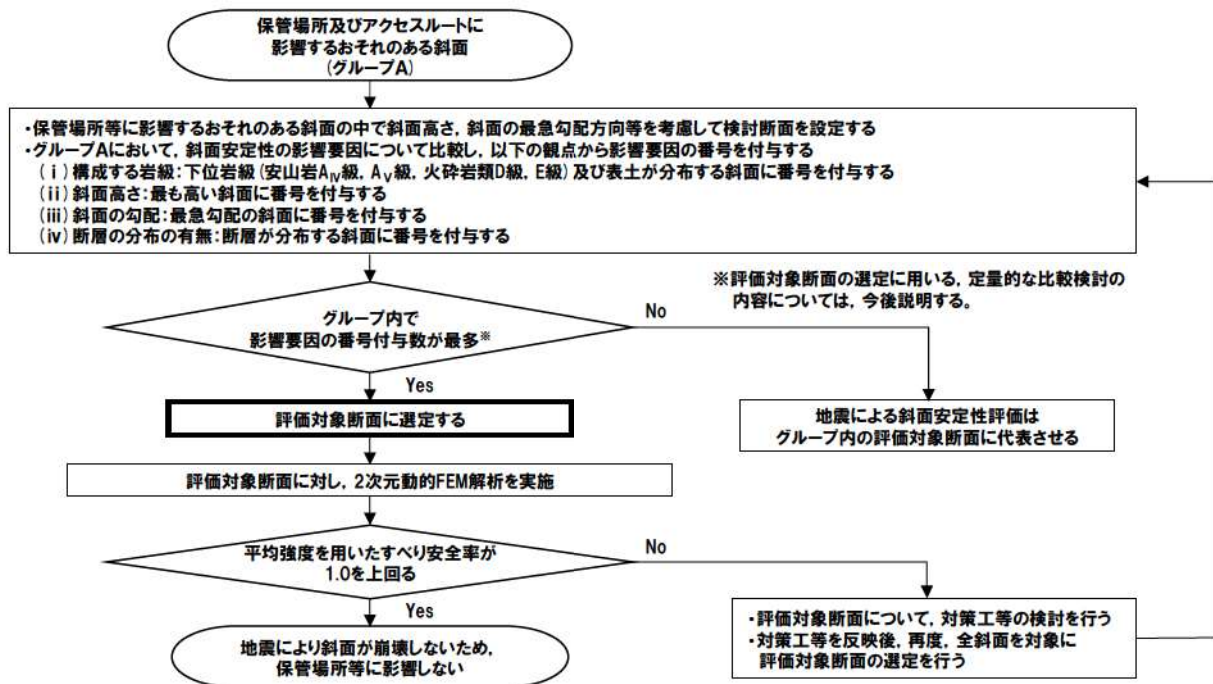 保管場所及びアクセスルートに
影響するおそれのある斜面
(グループA)
・保管場所等に影響するおそれのある斜面の中で斜面高さ，斜面の最急勾配方向等を考慮して検討断面を設定する
・グループAにおいて，斜面安定性の影響要因について比較し，以下の観点から影響要因の番号を付与する
(ⅰ)構成する岩級：下位岩級(安山岩AⅣ級，AⅤ級，火砕岩類D級，E級)及び表土が分布する斜面に番号を付与する
(ⅱ)斜面高さ：最も高い斜面に番号を付与する
(ⅲ)斜面の勾配：最急勾配の斜面に番号を付与する
(ⅳ)断層の分布の有無：断層が分布する斜面に番号を付与する
※評価対象断面の選定に用いる，定量的な比較検討の
内容については，今後説明する。
グループ内で
影響要因の番号付与数が最多※
No
Yes
評価対象断面に選定する
地震による斜面安定性評価は
グループ内の評価対象断面に代表させる
評価対象断面に対し，2次元動的FEM解析を実施
平均強度を用いたすべり安全率が
1.0を上回る
No
Yes
・評価対象断面について，対策工等の検討を行う
・対策工等を反映後，再度，全斜面を対象に
評価対象断面の選定を行う
地震により斜面が崩壊しないため，
保管場所等に影響しない